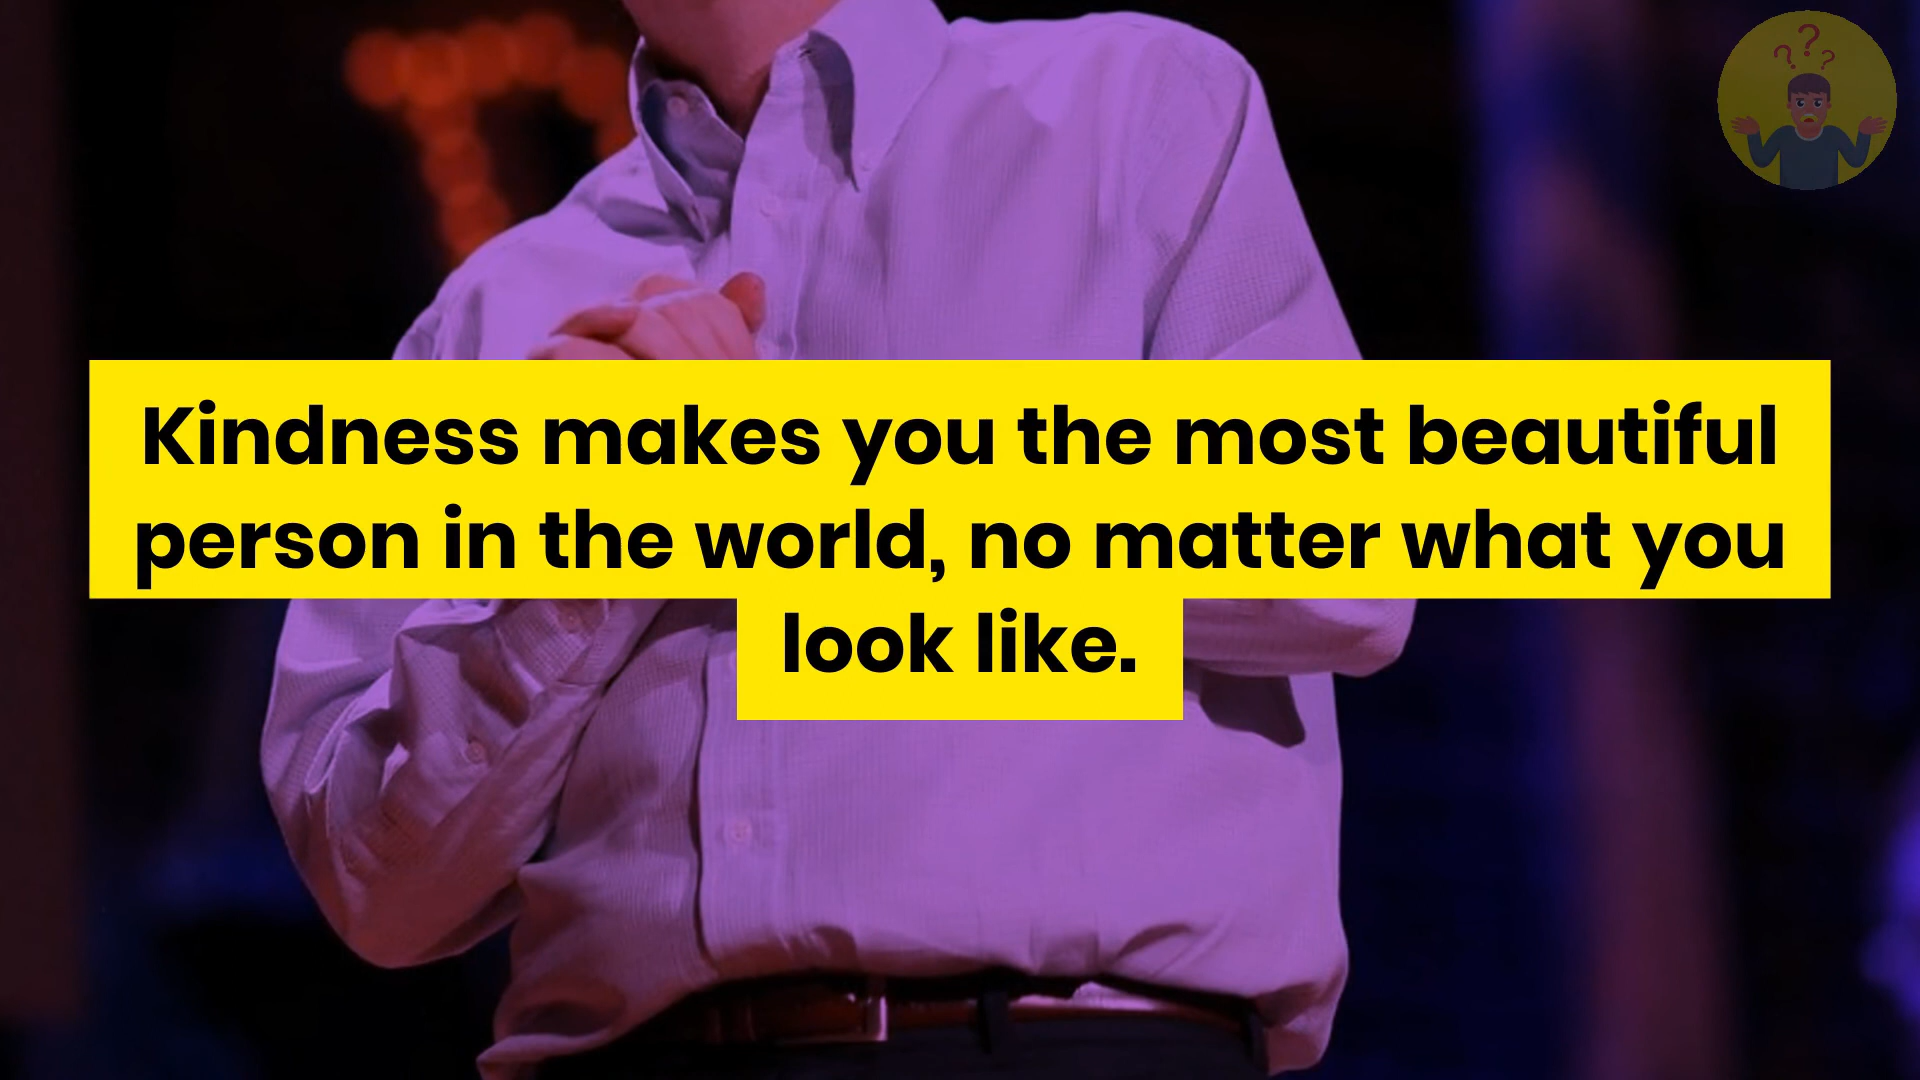 Kindness makes you the most beautiful
person in the world, no matter what you
look like.